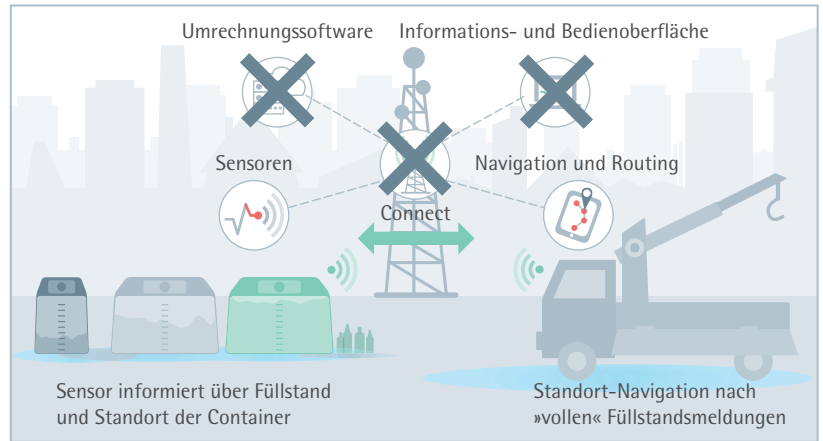 Umrechnungssoftware
Informations- und Bedienoberfläche
Sensoren
Navigation und Routing
Connect
Sensor informiert über Füllstand
und Standort der Container
Standort-Navigation nach
»vollen« Füllstandsmeldungen